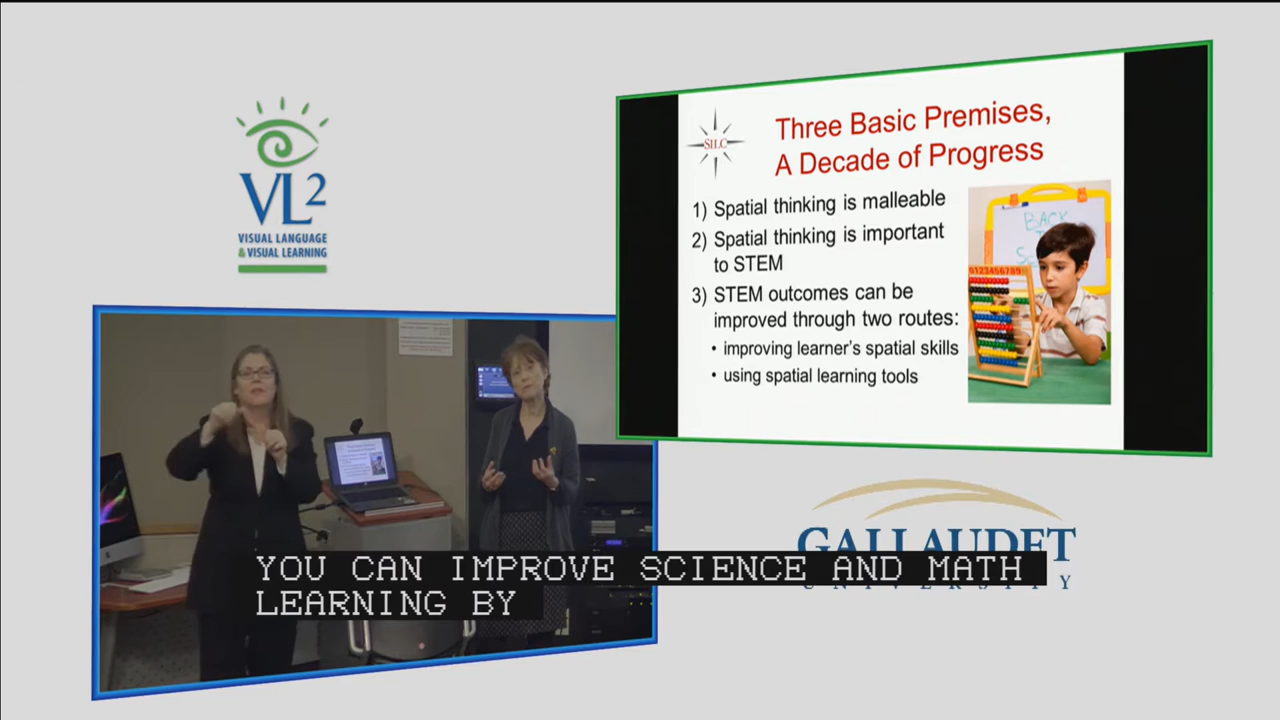 VL2
VISUAL LANGUAGE
& VISUAL LEARNING
SILC
Three Basic Premises,
A Decade of Progress
1) Spatial thinking is malleable
2) Spatial thinking is important
to STEM
3) STEM outcomes can be
improved through two routes:
• improving learner's spatial skills
• using spatial learning tools
BACK
0123456789
GALLAUDET
UNIVERSITY
YOU CAN IMPROVE SCIENCE AND MATH
LEARNING BY